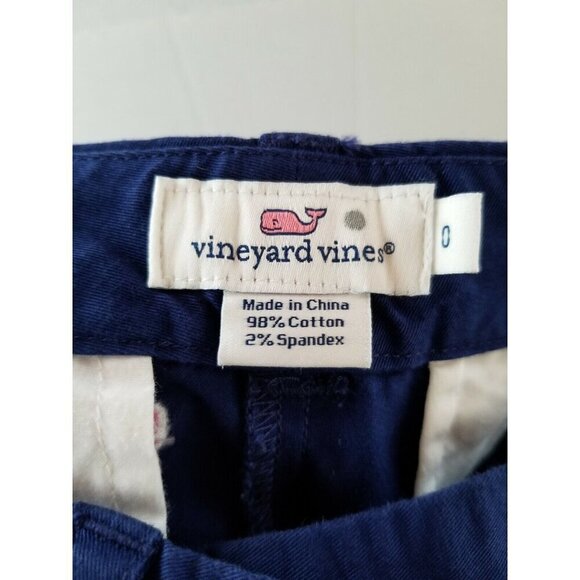 vineyard vines®
0
Made in China
98% Cotton
2% Spandex